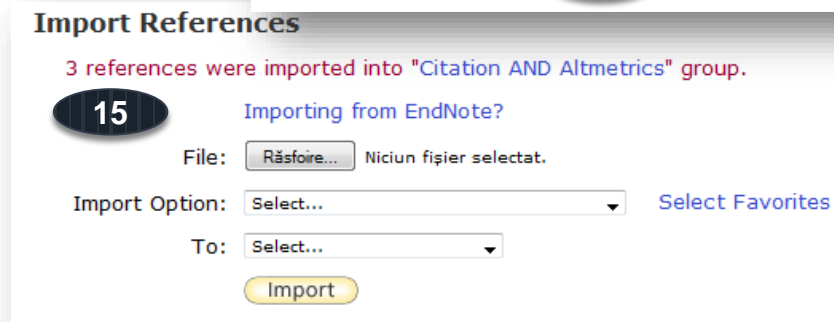 Import References
3 references were imported into "Citation AND Altmetrics" group.
15 Importing from EndNote?
File: Răsfoire... Niciun fișier selectat.
Import Option: Select... Select Favorites
To: Select...
Import